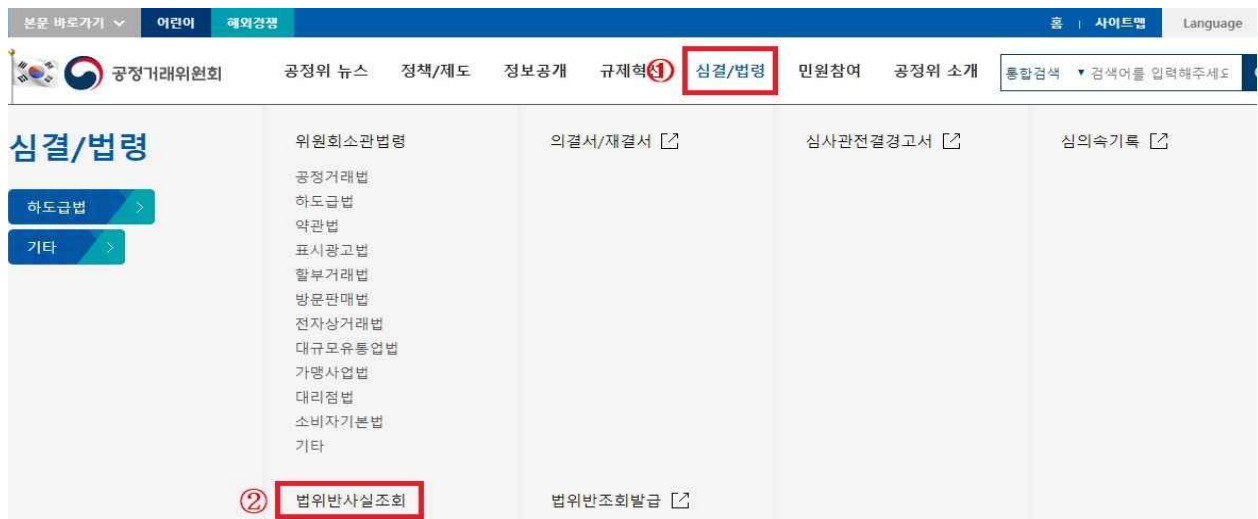 본문 바로가기 어린이 해외경쟁 홈 사이트맵 Language
공정거래위원회 공정위 뉴스 정책/제도 정보공개 규제혁신 ① 심결/법령 민원참여 공정위 소개 통합검색 ▼ 검색어를 입력해주세요
심결/법령
하도급법 >
기타 >
위원회소관법령
공정거래법
하도급법
약관법
표시광고법
할부거래법
방문판매법
전자상거래법
대규모유통업법
가맹사업법
대리점법
소비자기본법
기타
의결서/재결서
심사관전결경고서
심의속기록
② 법위반사실조회
법위반조회발급